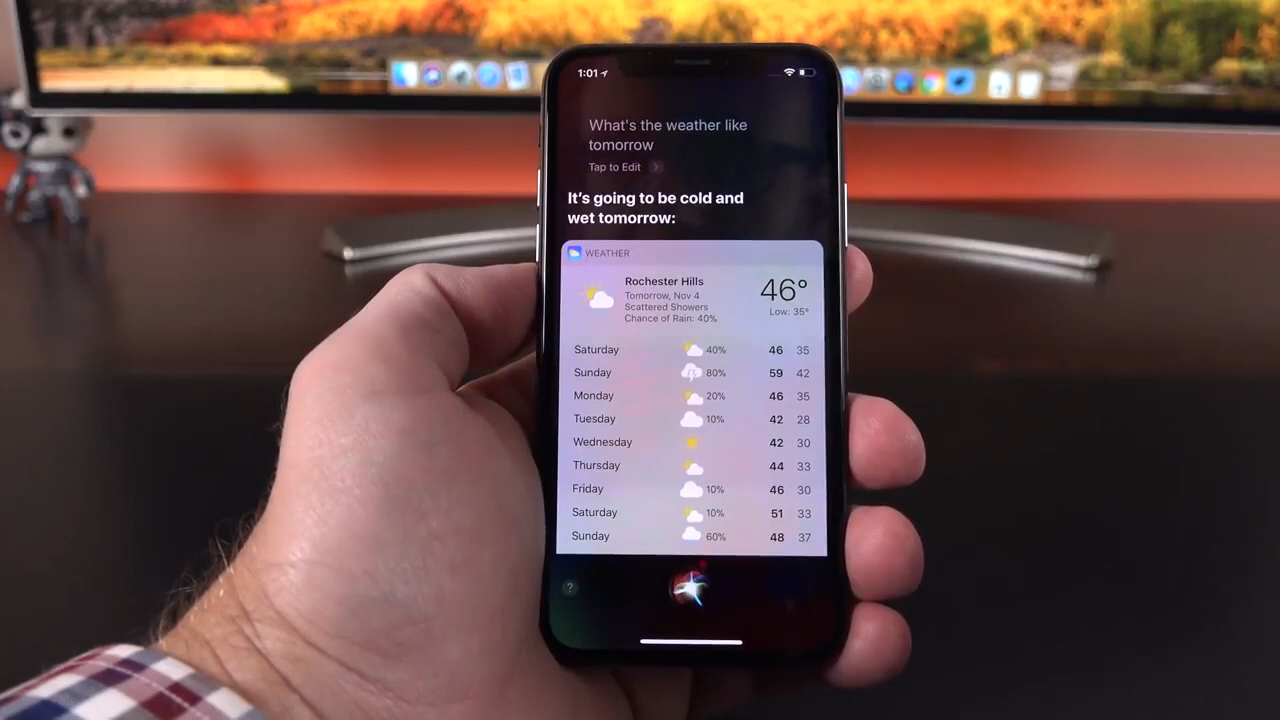 1:01
What's the weather like
tomorrow
Tap to Edit
It's going to be cold and
wet tomorrow:
WEATHER
Rochester Hills
Tomorrow, Nov 4
Scattered Showers
Chance of Rain: 40%
46°
Low: 35°
Saturday 40% 46 35
Sunday 80% 59 42
Monday 20% 46 35
Tuesday 10% 42 28
Wednesday 42 30
Thursday 44 33
Friday 10% 46 30
Saturday 10% 51 33
Sunday 60% 48 37
?